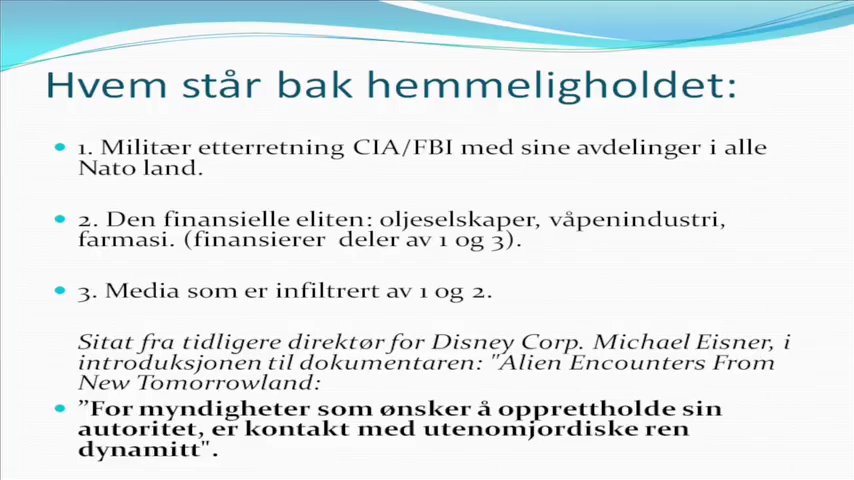 Hvem står bak hemmeligholdet:
1. Militær etterretning CIA/FBI med sine avdelinger i alle
Nato land.
2. Den finansielle eliten: oljeselskaper, våpenindustri,
farmasi. (finansierer deler av 1 og 3).
3. Media som er infiltrert av 1 og 2.
Sitat fra tidligere direktør for Disney Corp. Michael Eisner, i
introduksjonen til dokumentaren: "Alien Encounters From
New Tomorrowland:
”For myndigheter som ønsker å opprettholde sin
autoritet, er kontakt med utenomjordiske ren
dynamitt".